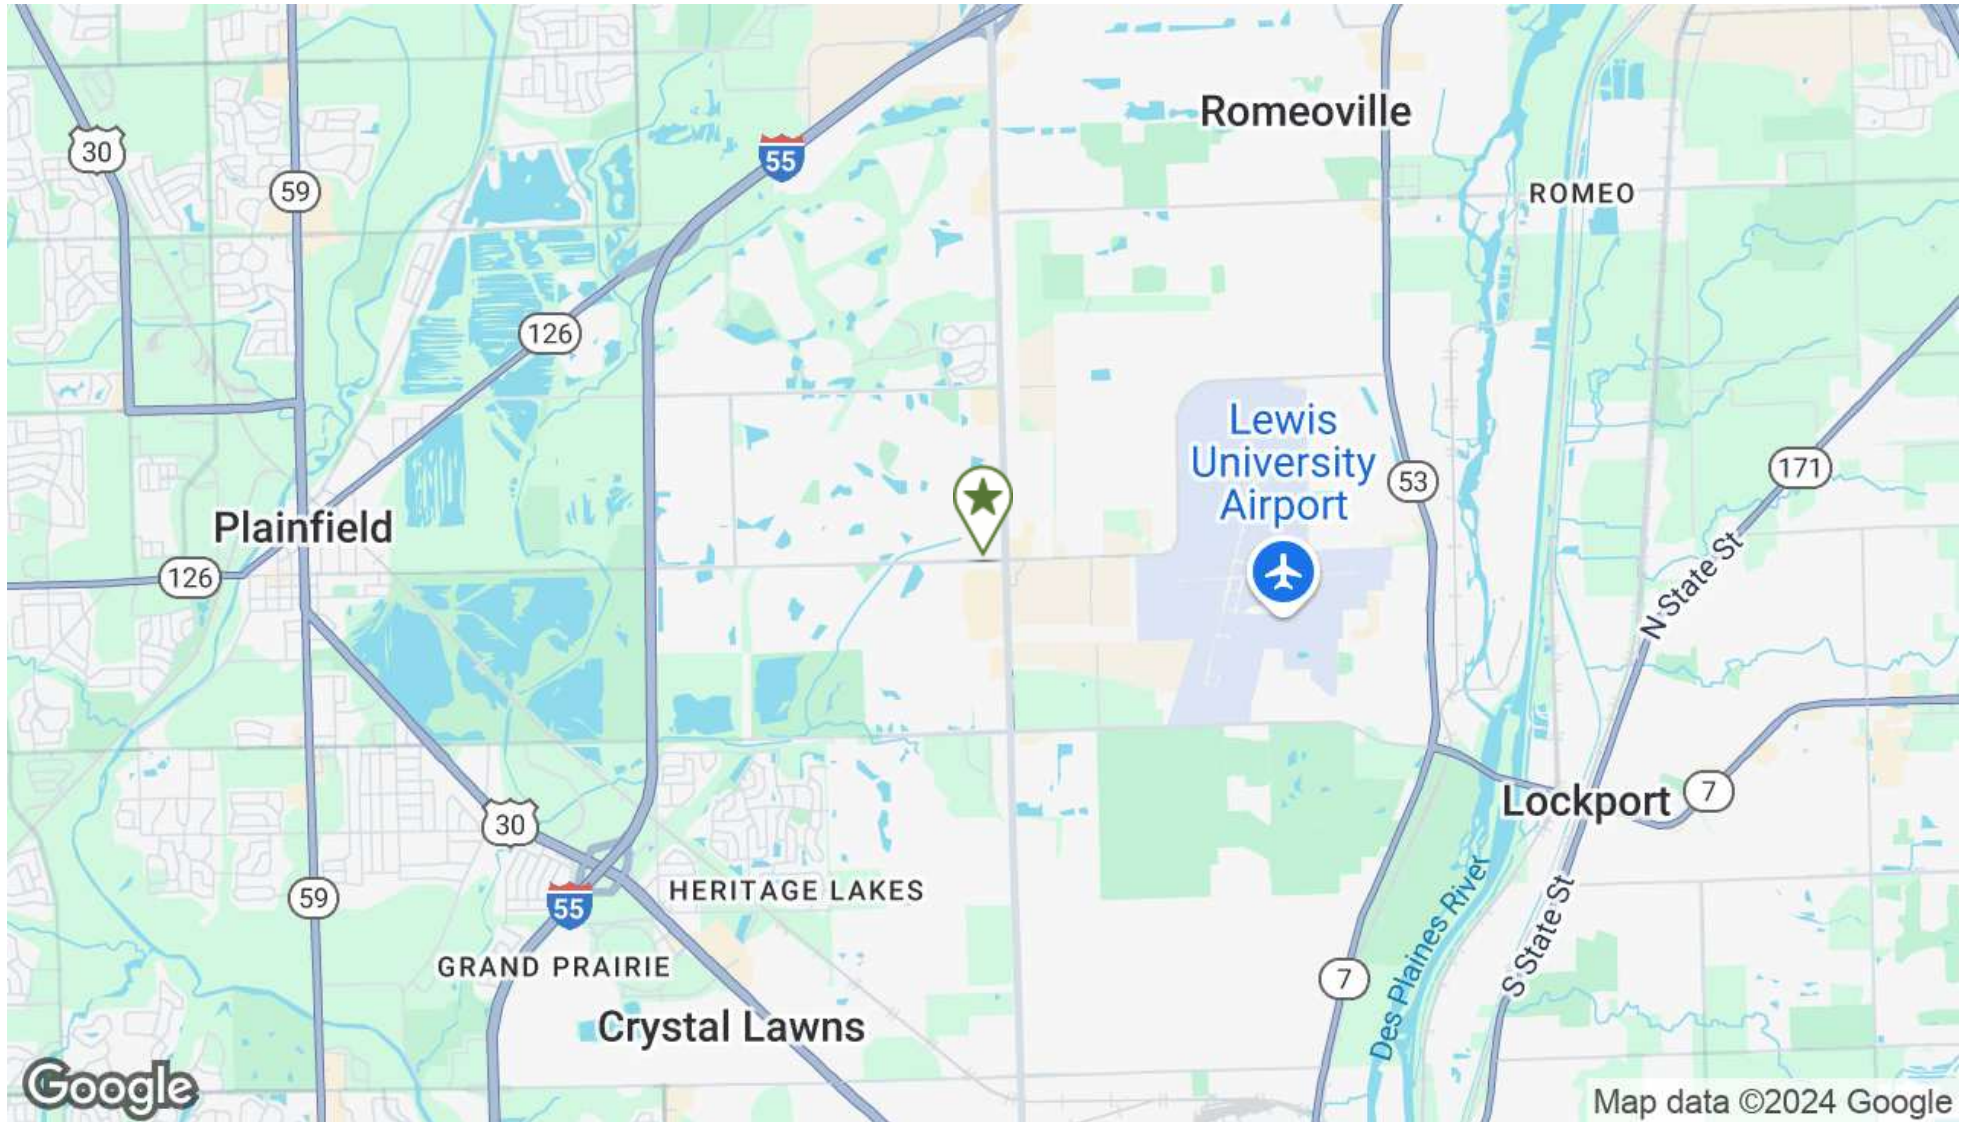 Romeoville
30
55
59
ROMEO
126
Lewis
University
Airport
171
53
Plainfield
126
N State St
Lockport
7
30
HERITAGE LAKES
59
55
S State St
Des Plaines River
GRAND PRAIRIE
7
Crystal Lawns
Google
Map data ©2024 Google